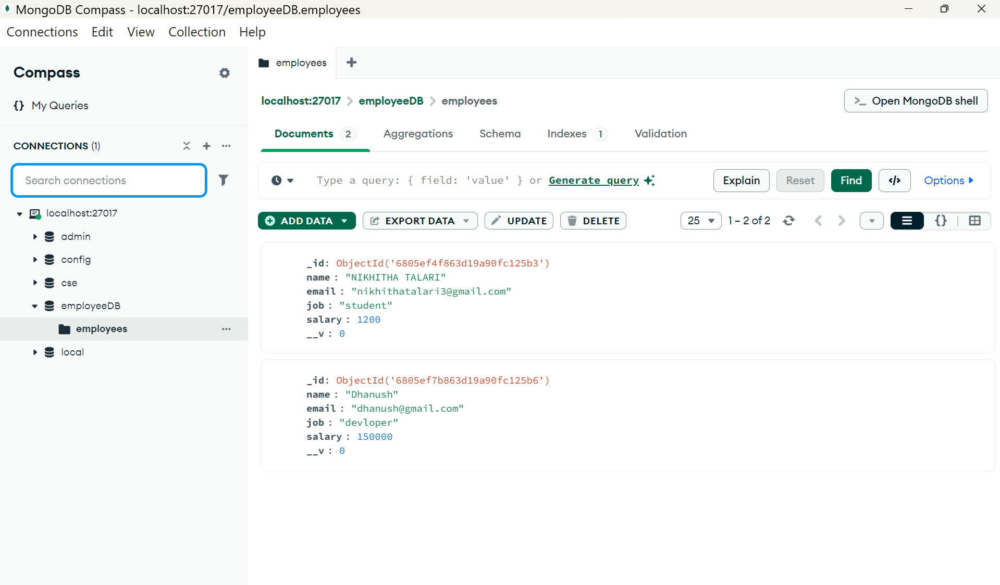 MongoDB Compass - localhost:27017/employeeDB.employees
Connections Edit View Collection Help
Compass
{} My Queries
CONNECTIONS (1)
Search connections
localhost:27017
admin
config
cse
employeeDB
employees
local
employees
localhost:27017 > employeeDB > employees
>_ Open MongoDB shell
Documents 2 Aggregations Schema Indexes 1 Validation
Type a query: { field: 'value' } or Generate query
Explain Reset Find </> Options
ADD DATA EXPORT DATA UPDATE DELETE
25 1 – 2 of 2 {}
_id: ObjectId('6805ef4f863d19a90fc125b3')
name : "NIKHITHA TALARI"
email : "nikhithatalari3@gmail.com"
job : "student"
salary : 1200
__v : 0
_id: ObjectId('6805ef7b863d19a90fc125b6')
name : "Dhanush"
email : "dhanush@gmail.com"
job : "devloper"
salary : 150000
__v : 0